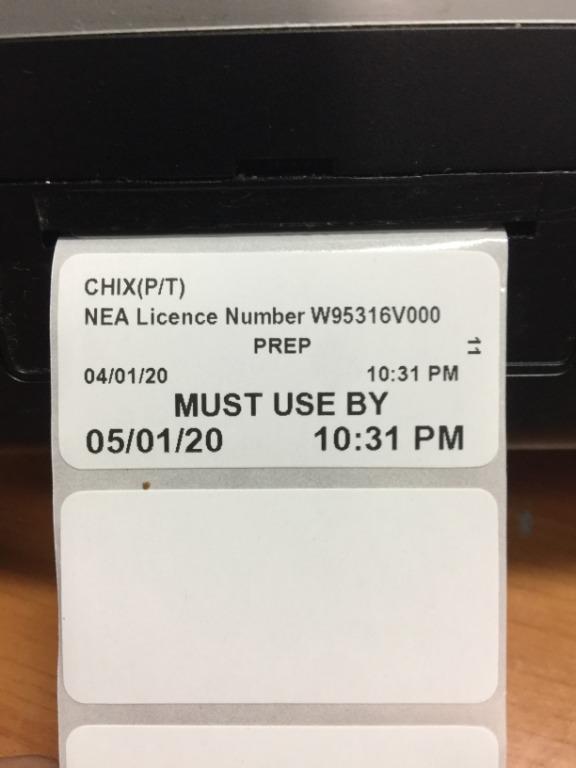 CHIX(P/T)
NEA Licence Number W95316V000
PREP
11
04/01/20 10:31 PM
MUST USE BY
05/01/20 10:31 PM